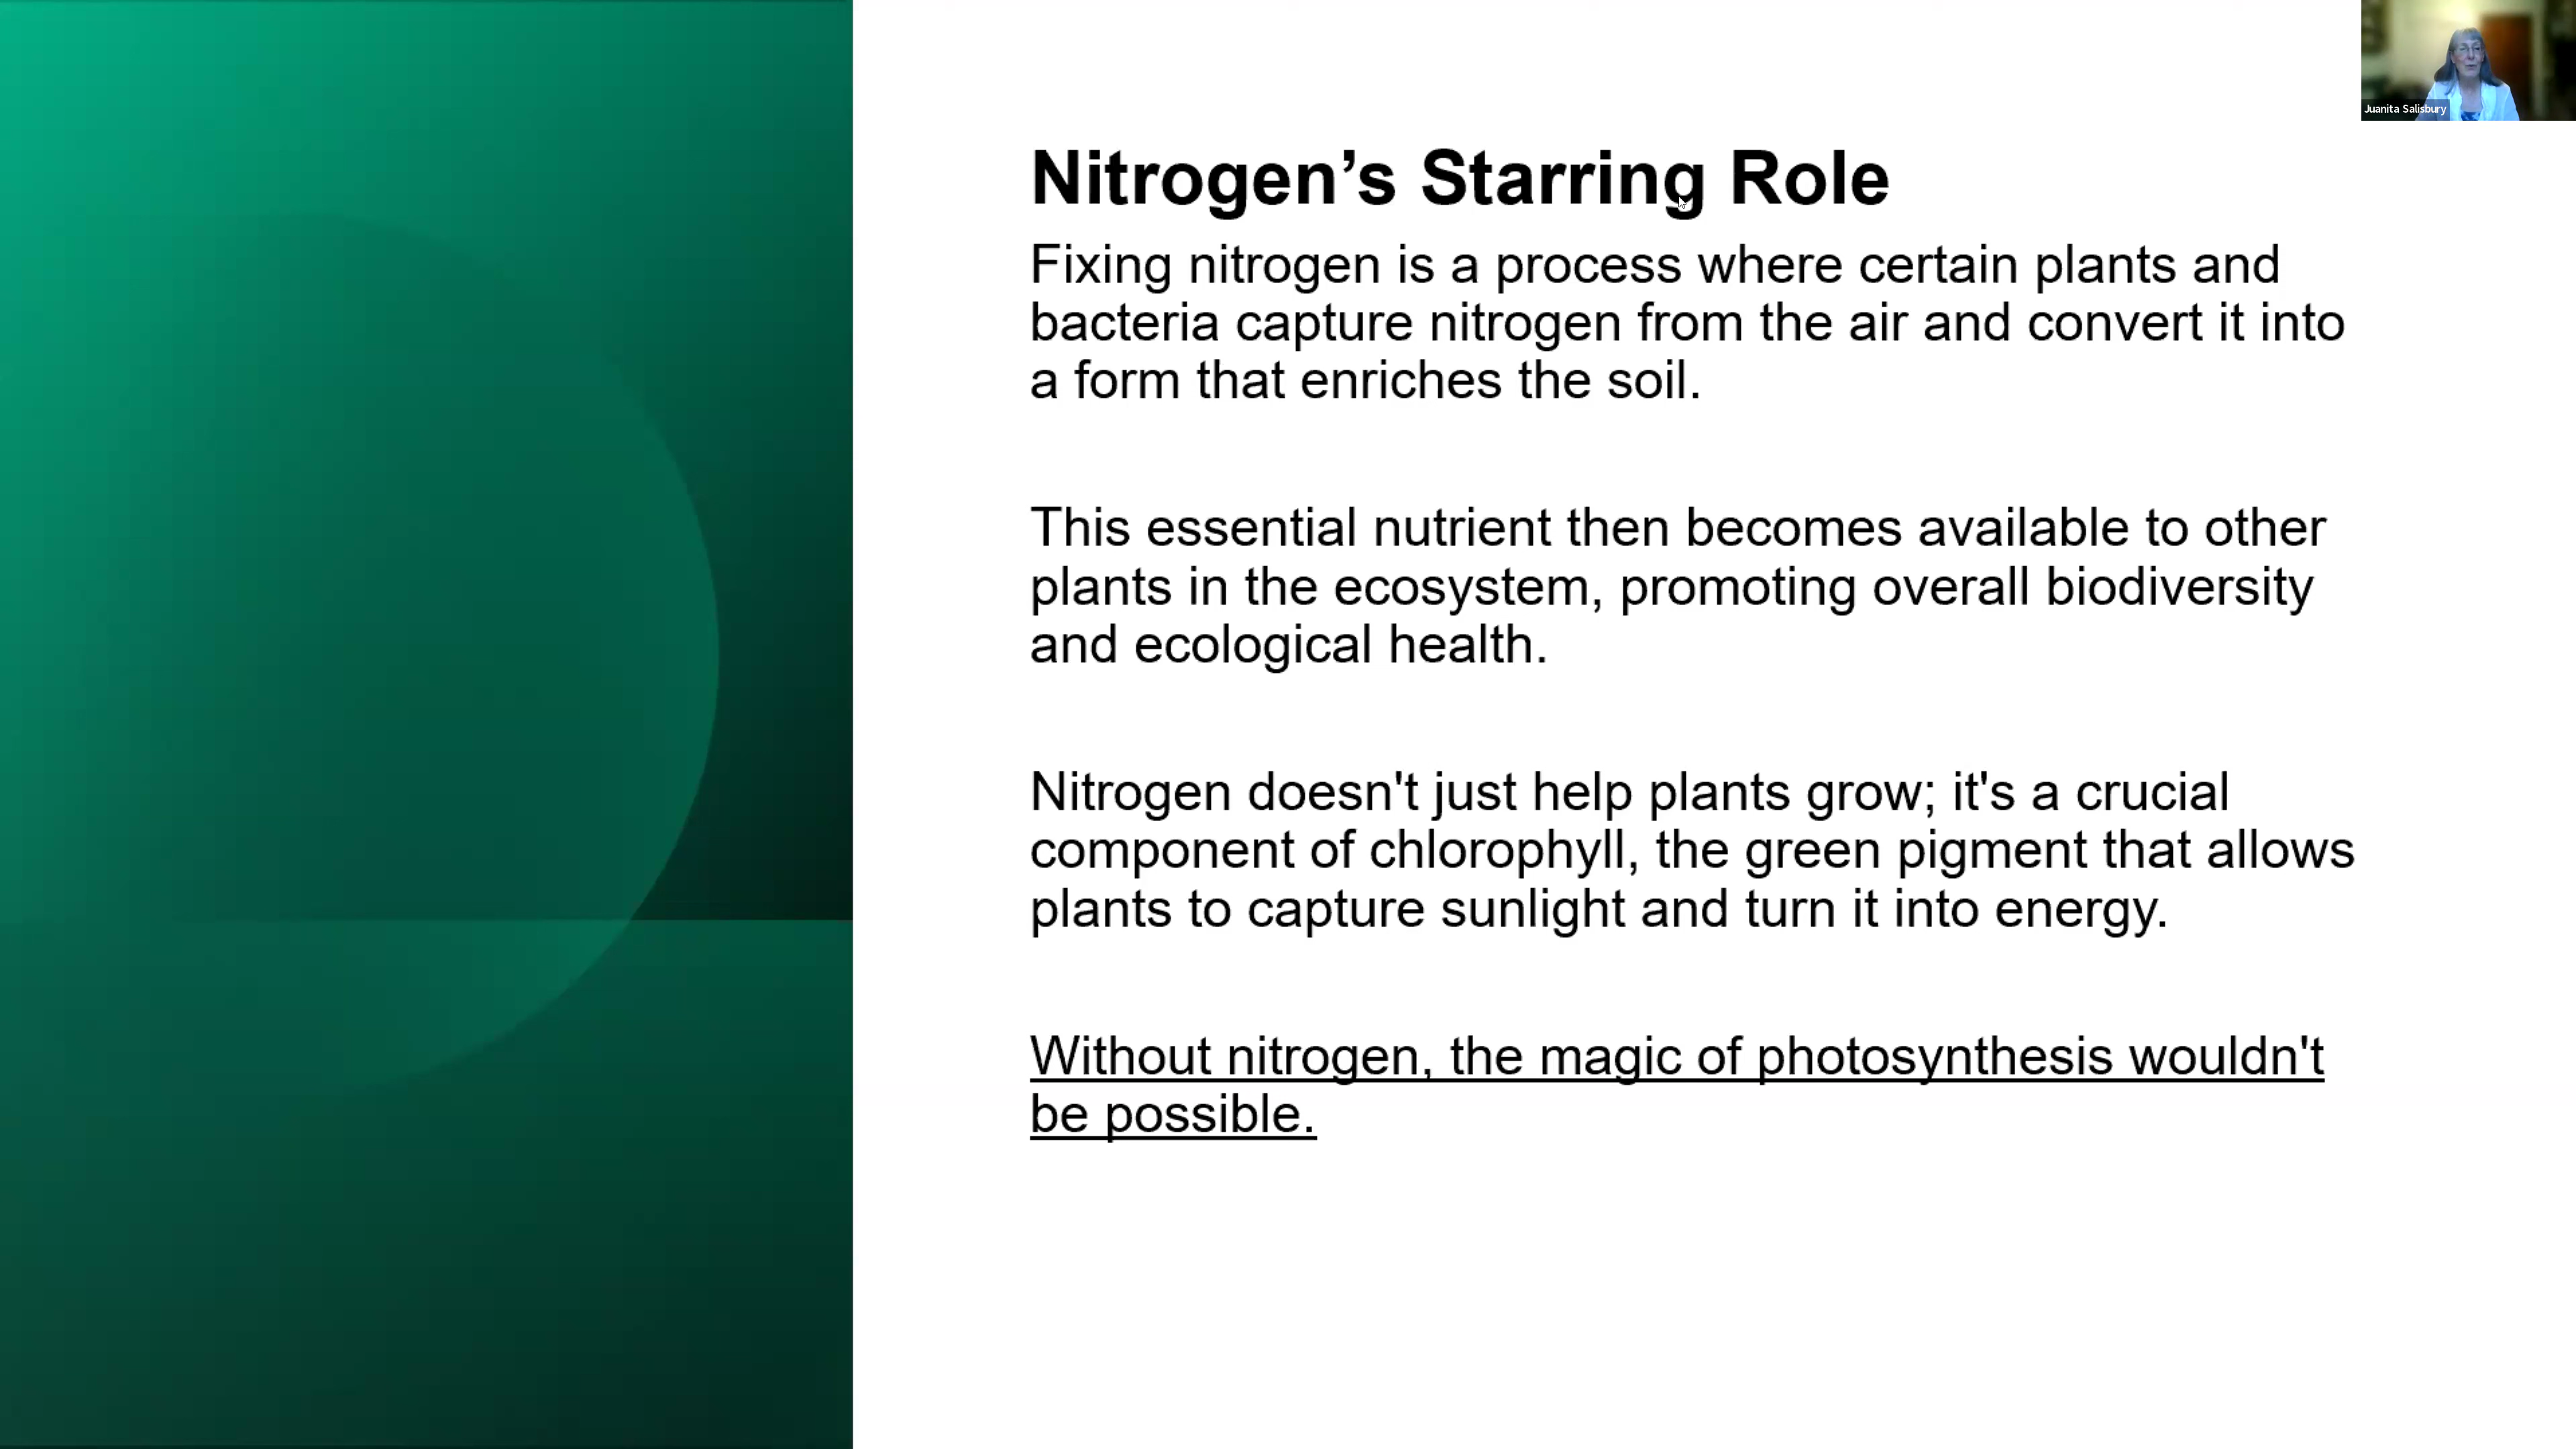 Juanita Salisbury
Nitrogen’s Starring Role
Fixing nitrogen is a process where certain plants and
bacteria capture nitrogen from the air and convert it into
a form that enriches the soil.
This essential nutrient then becomes available to other
plants in the ecosystem, promoting overall biodiversity
and ecological health.
Nitrogen doesn't just help plants grow; it's a crucial
component of chlorophyll, the green pigment that allows
plants to capture sunlight and turn it into energy.
Without nitrogen, the magic of photosynthesis wouldn't
be possible.